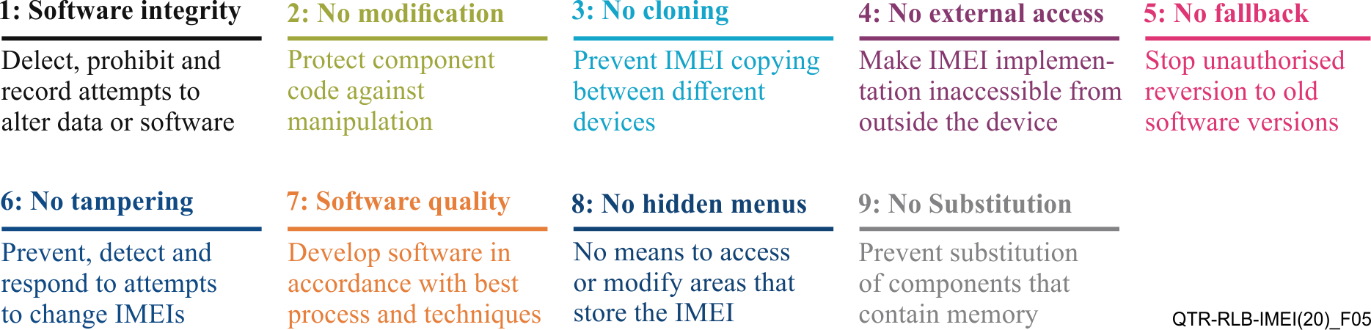 1: Software integrity
Delect, prohibit and
record attempts to
alter data or software
2: No modification
Protect component
code against
manipulation
3: No cloning
Prevent IMEI copying
between different
devices
4: No external access
Make IMEI implemen-
tation inaccessible from
outside the device
5: No fallback
Stop unauthorised
reversion to old
software versions
6: No tampering
Prevent, detect and
respond to attempts
to change IMEIs
7: Software quality
Develop software in
accordance with best
process and techniques
8: No hidden menus
No means to access
or modify areas that
store the IMEI
9: No Substitution
Prevent substitution
of components that
contain memory
QTR-RLB-IMEI(20)_F05